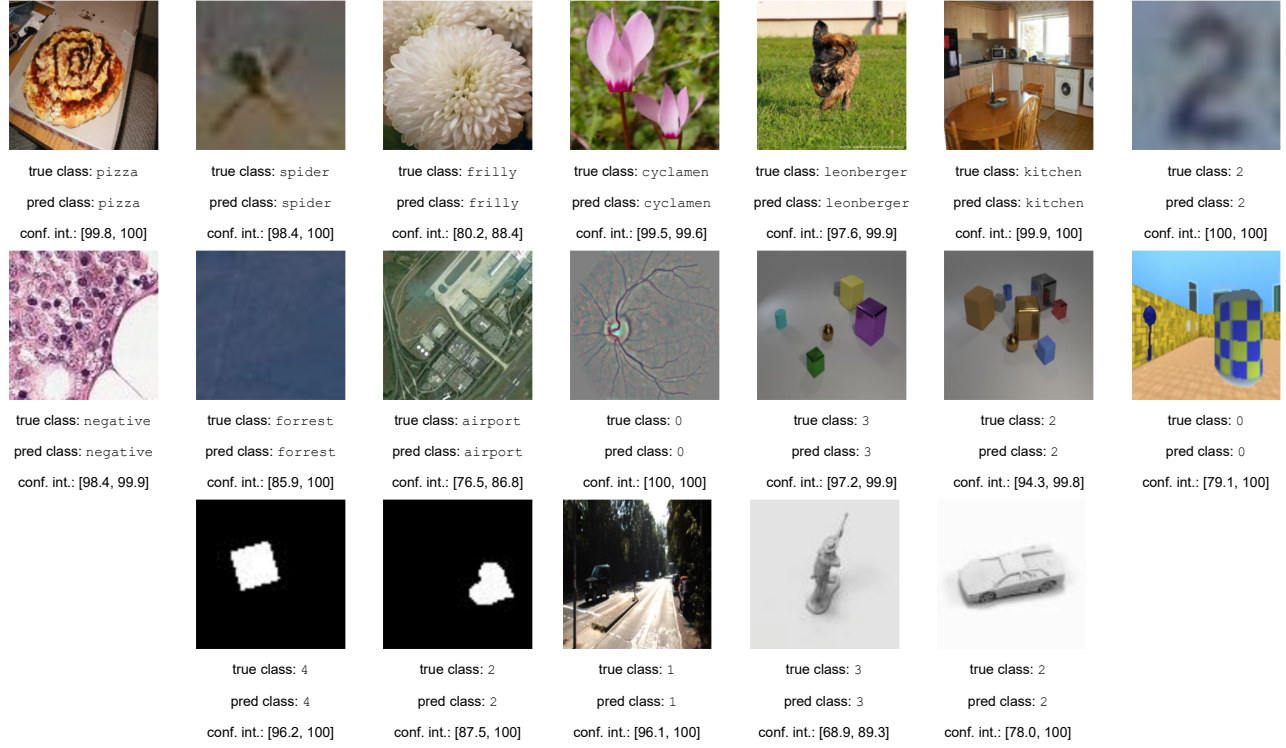 true class: pizza
pred class: pizza
conf. int.: [99.8, 100]
true class: spider
pred class: spider
conf. int.: [98.4, 100]
true class: frilly
pred class: frilly
conf. int.: [80.2, 88.4]
true class: cyclamen
pred class: cyclamen
conf. int.: [99.5, 99.6]
true class: leonberger
pred class: leonberger
conf. int.: [97.6, 99.9]
true class: kitchen
pred class: kitchen
conf. int.: [99.9, 100]
2
true class: 2
pred class: 2
conf. int.: [100, 100]
true class: negative
pred class: negative
conf. int.: [98.4, 99.9]
true class: forrest
pred class: forrest
conf. int.: [85.9, 100]
true class: airport
pred class: airport
conf. int.: [76.5, 86.8]
true class: 0
pred class: 0
conf. int.: [100, 100]
true class: 3
pred class: 3
conf. int.: [97.2, 99.9]
true class: 2
pred class: 2
conf. int.: [94.3, 99.8]
true class: 0
pred class: 0
conf. int.: [79.1, 100]
true class: 4
pred class: 4
conf. int.: [96.2, 100]
true class: 2
pred class: 2
conf. int.: [87.5, 100]
true class: 1
pred class: 1
conf. int.: [96.1, 100]
true class: 3
pred class: 3
conf. int.: [68.9, 89.3]
true class: 2
pred class: 2
conf. int.: [78.0, 100]